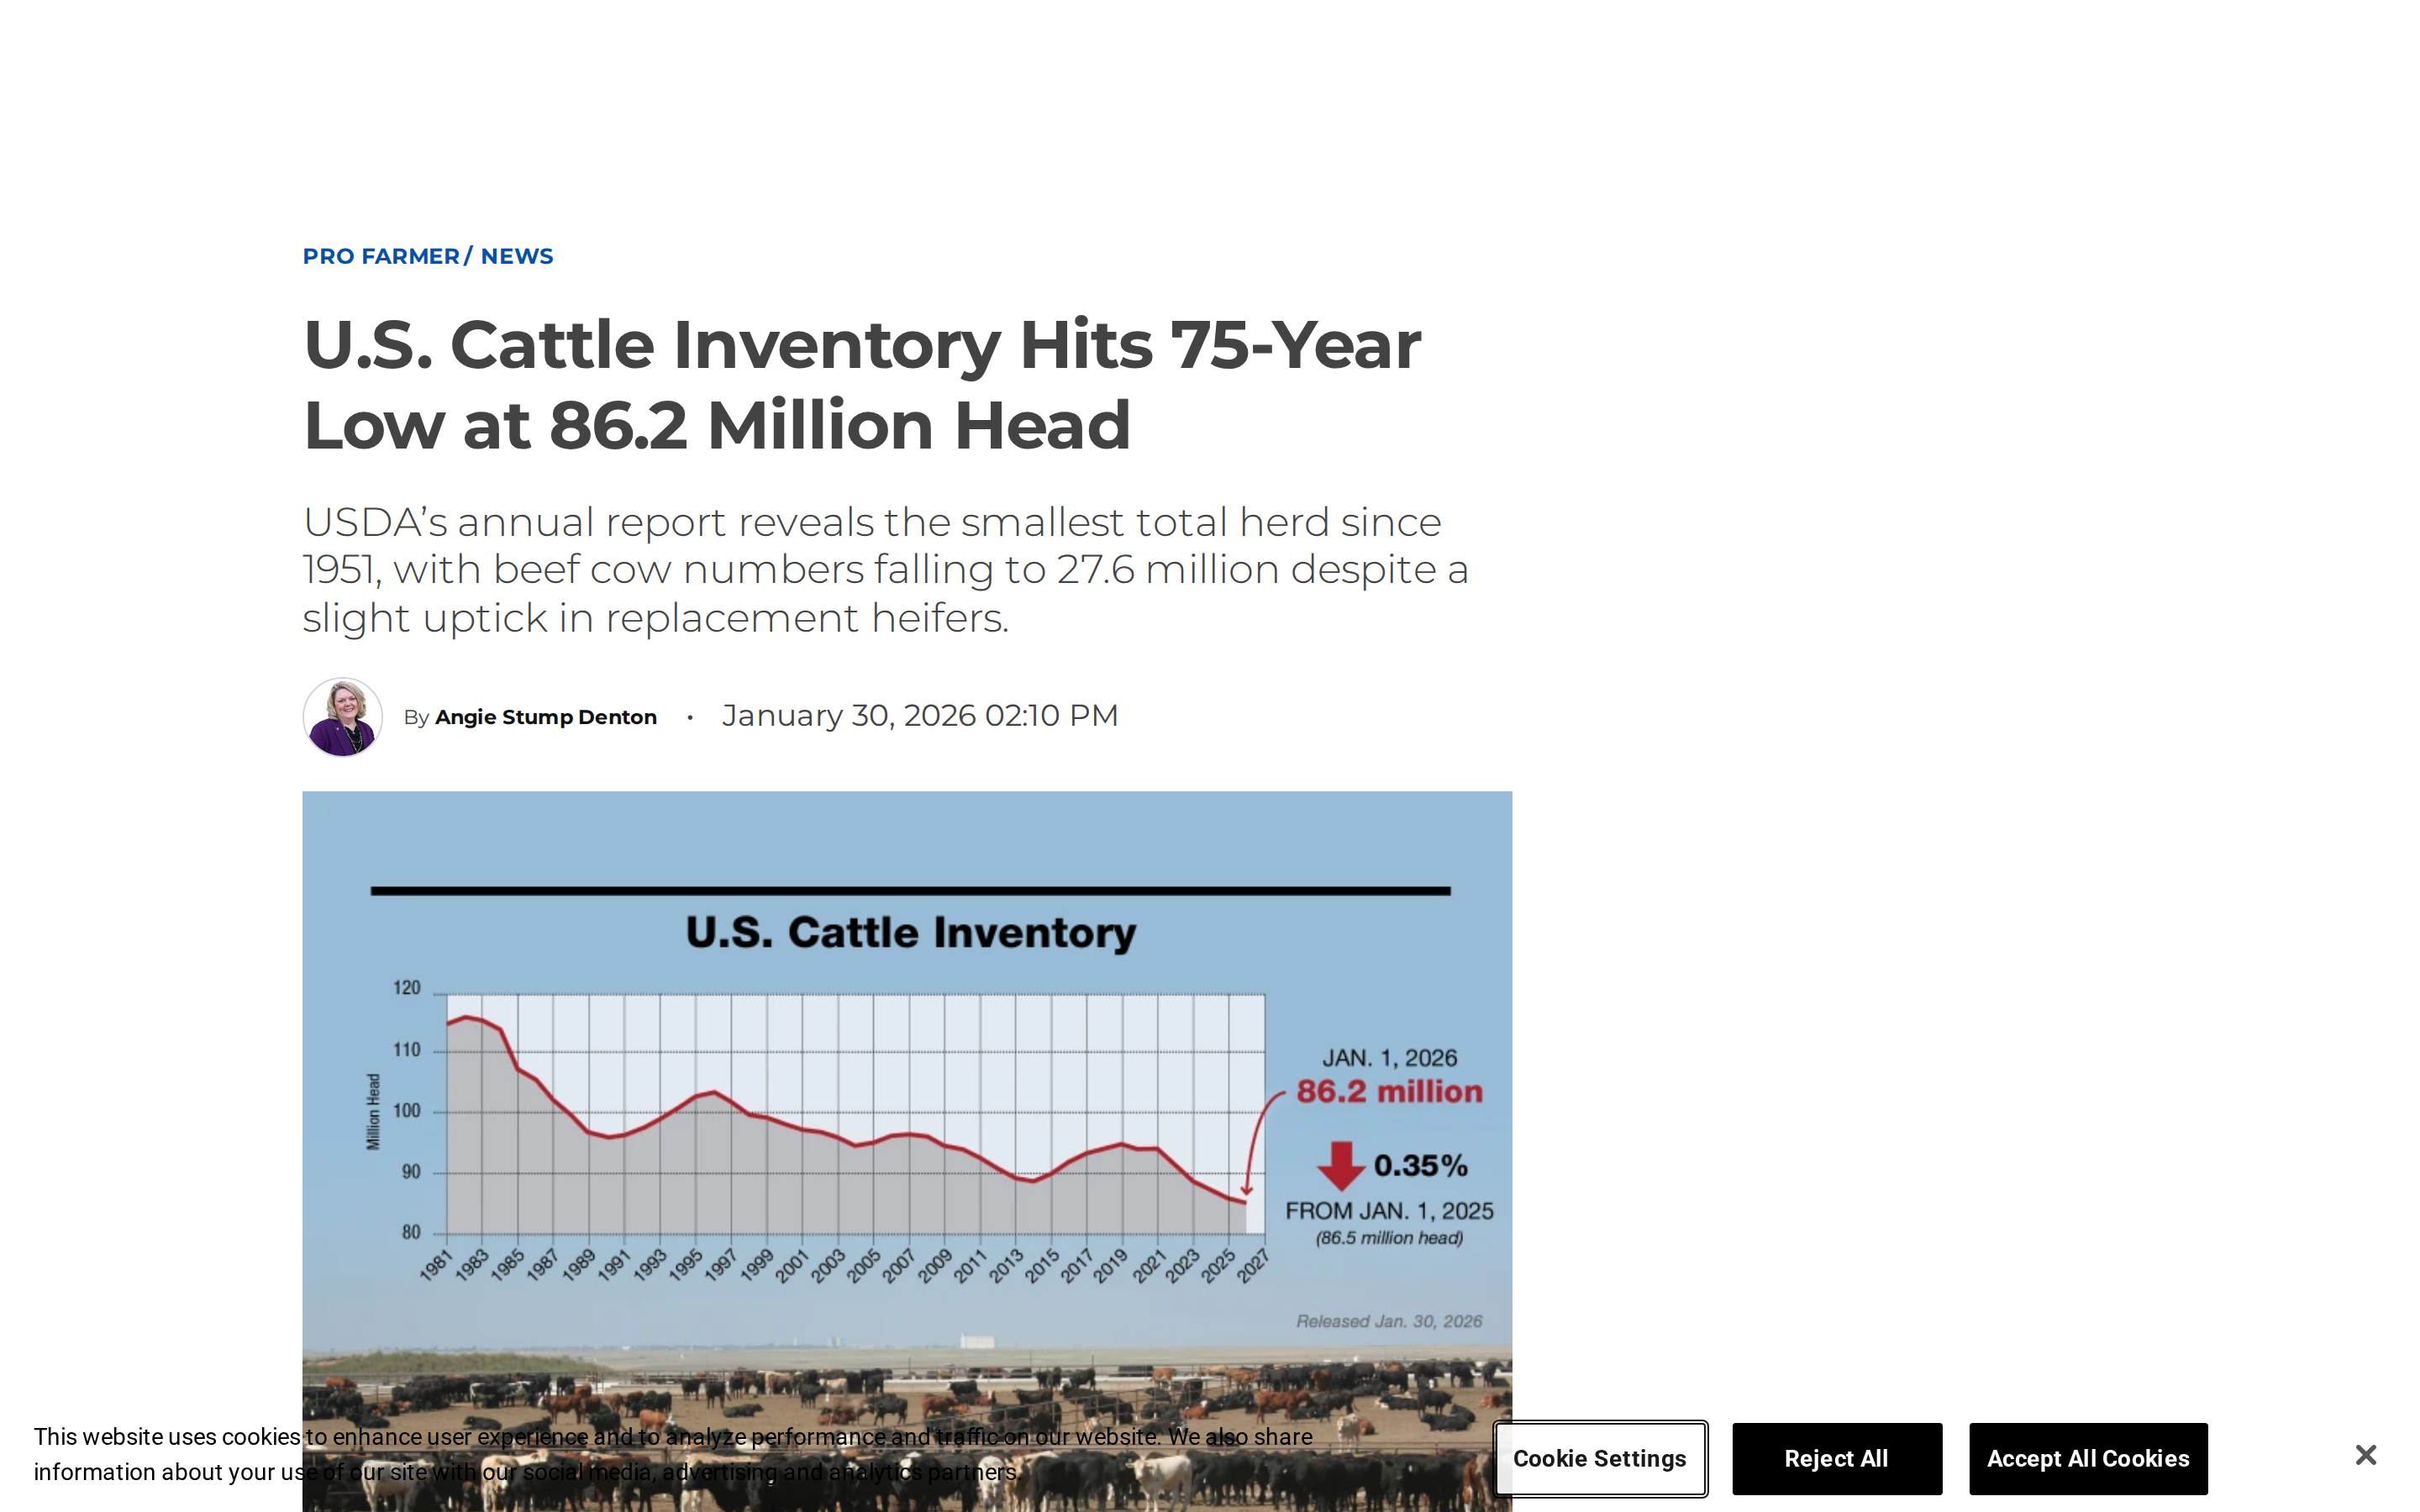 PRO FARMER / NEWS
U.S. Cattle Inventory Hits 75-Year
Low at 86.2 Million Head
USDA’s annual report reveals the smallest total herd since
1951, with beef cow numbers falling to 27.6 million despite a
slight uptick in replacement heifers.
By Angie Stump Denton • January 30, 2026 02:10 PM
U.S. Cattle Inventory
Million Head
120
110
100
90
80
1981 1983 1985 1987 1989 1991 1993 1995 1997 1999 2001 2003 2005 2007 2009 2011 2013 2015 2017 2019 2021 2023 2025 2027
JAN. 1, 2026
86.2 million
0.35%
FROM JAN. 1, 2025
(86.5 million head)
Released Jan. 30, 2026
This website uses cookies to enhance user experience and to analyze performance and traffic on our website. We also share
information about your use of our site with our social media, advertising and analytics partners.
Cookie Settings
Reject All
Accept All Cookies